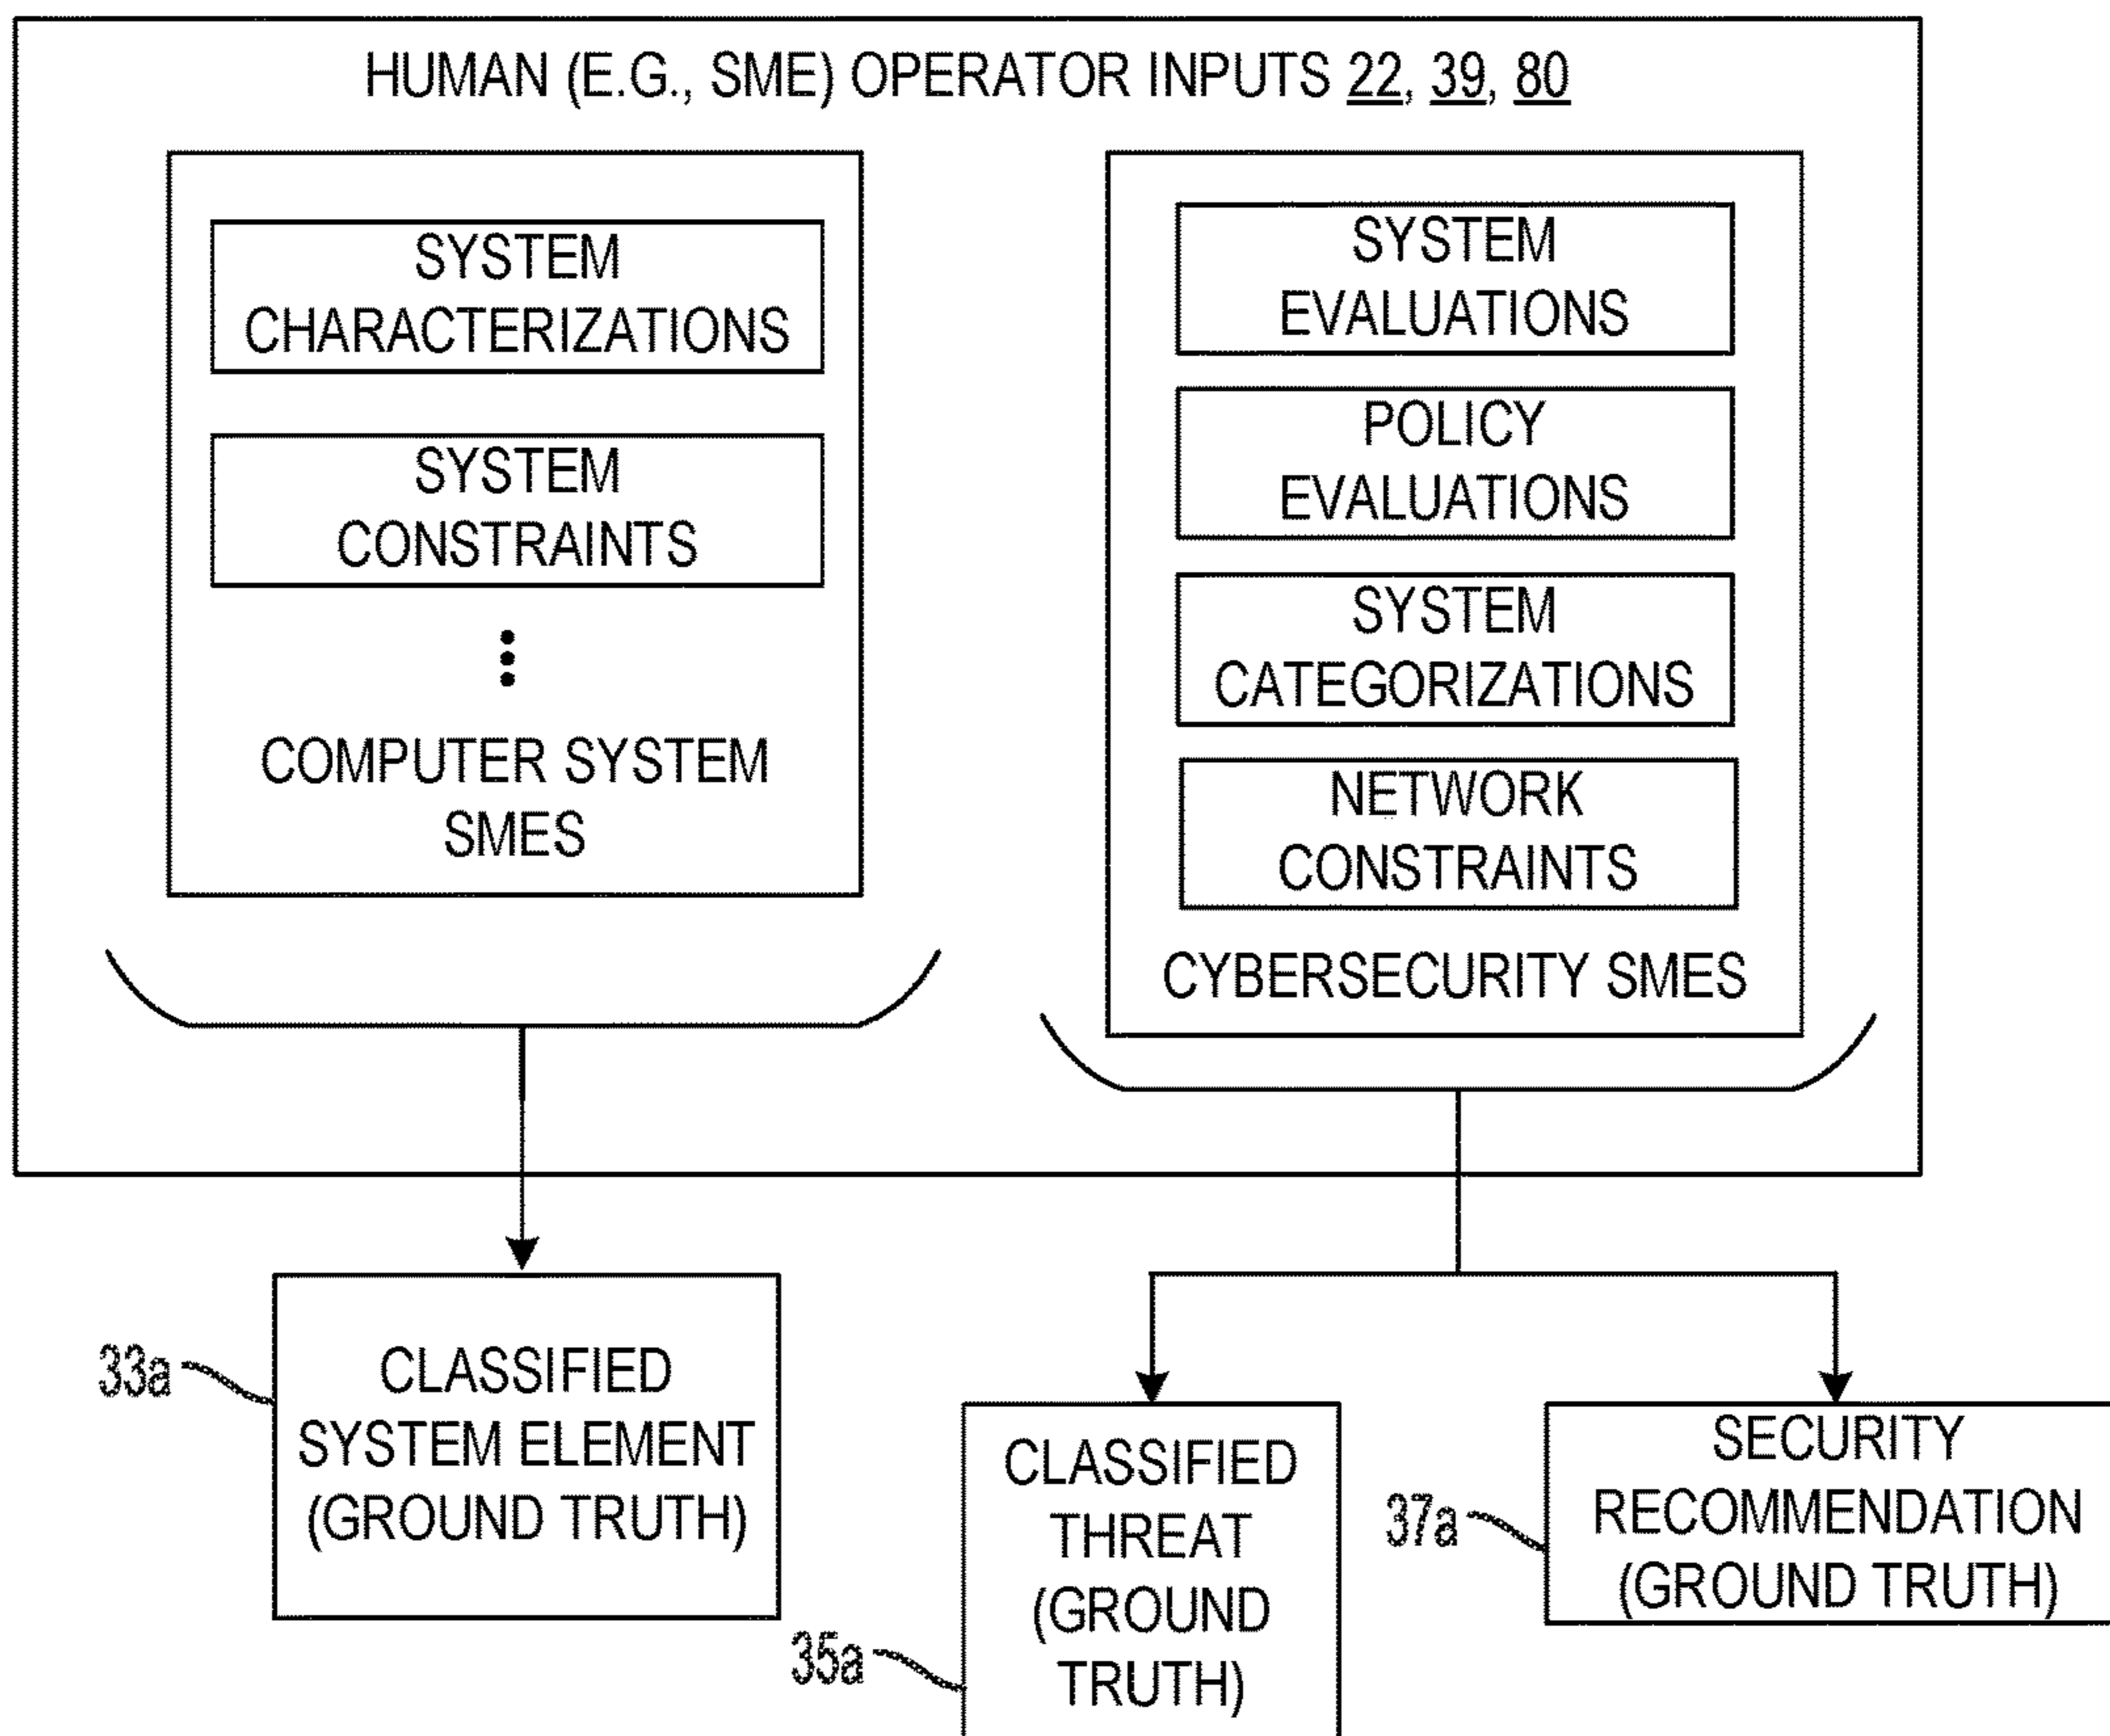 HUMAN (E.G., SME) OPERATOR INPUTS 22, 39, 80
SYSTEM
CHARACTERIZATIONS
SYSTEM
CONSTRAINTS
COMPUTER SYSTEM
SMES
SYSTEM
EVALUATIONS
POLICY
EVALUATIONS
SYSTEM
CATEGORIZATIONS
NETWORK
CONSTRAINTS
CYBERSECURITY SMES
33a
CLASSIFIED
SYSTEM ELEMENT
(GROUND TRUTH)
35a
CLASSIFIED
THREAT
(GROUND
TRUTH)
37a
SECURITY
RECOMMENDATION
(GROUND TRUTH)